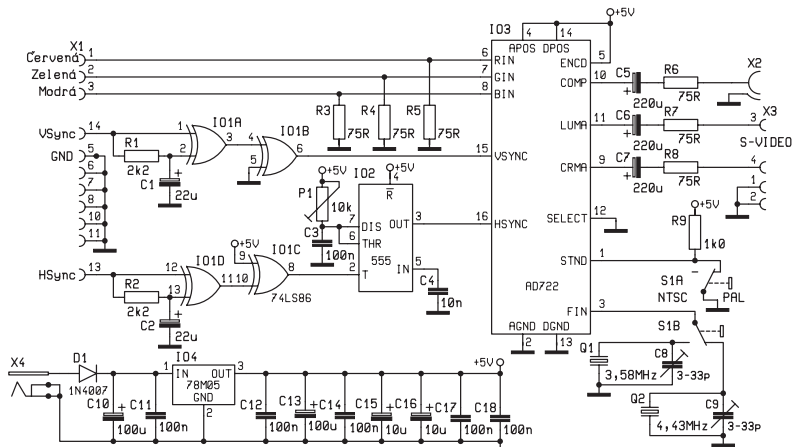 IO3
+5V
4
14
APOS DPOS
X1
Červená 1
Zelená 2
Modrá 3
6 RIN
7 GIN
8 BIN
ENCD 5
COMP 10
C5
+
220u
R6
75R
X2
R3
75R
R4
75R
R5
75R
LUMA 11
C6
+
220u
R7
75R
3
X3
S-VIDEO
VSync 14
R1
2k2
1
2
IO1A
3
4
5
IO1B
6
15 VSYNC
C1
+
22u
GND
5
6
7
8
10
11
CRMA 9
C7
+
220u
R8
75R
4
1
2
IO2
+5V
4
R
+5V
P1
10k
7 DIS
6 THR
2 T
OUT 3
555
IN 5
C3
100n
C4
10n
16 HSYNC
SELECT 12
+5V
R9
1k0
STND 1
S1A
NTSC
PAL
AD722
FIN 3
S1B
AGND DGND
2
13
HSync 13
R2
2k2
12
13
IO1D
11
10
+5V
9
IO1C
8
74LS86
C2
+
22u
Q1
3,58MHz
C8
3-33p
Q2
4,43MHz
C9
3-33p
X4
D1
1N4007
IO4
1 IN OUT 3
78M05
GND
2
+5V
C10
+
100u
C11
100n
C12
100n
C13
+
100u
C14
100n
C15
+
10u
C16
+
10u
C17
100n
C18
100n